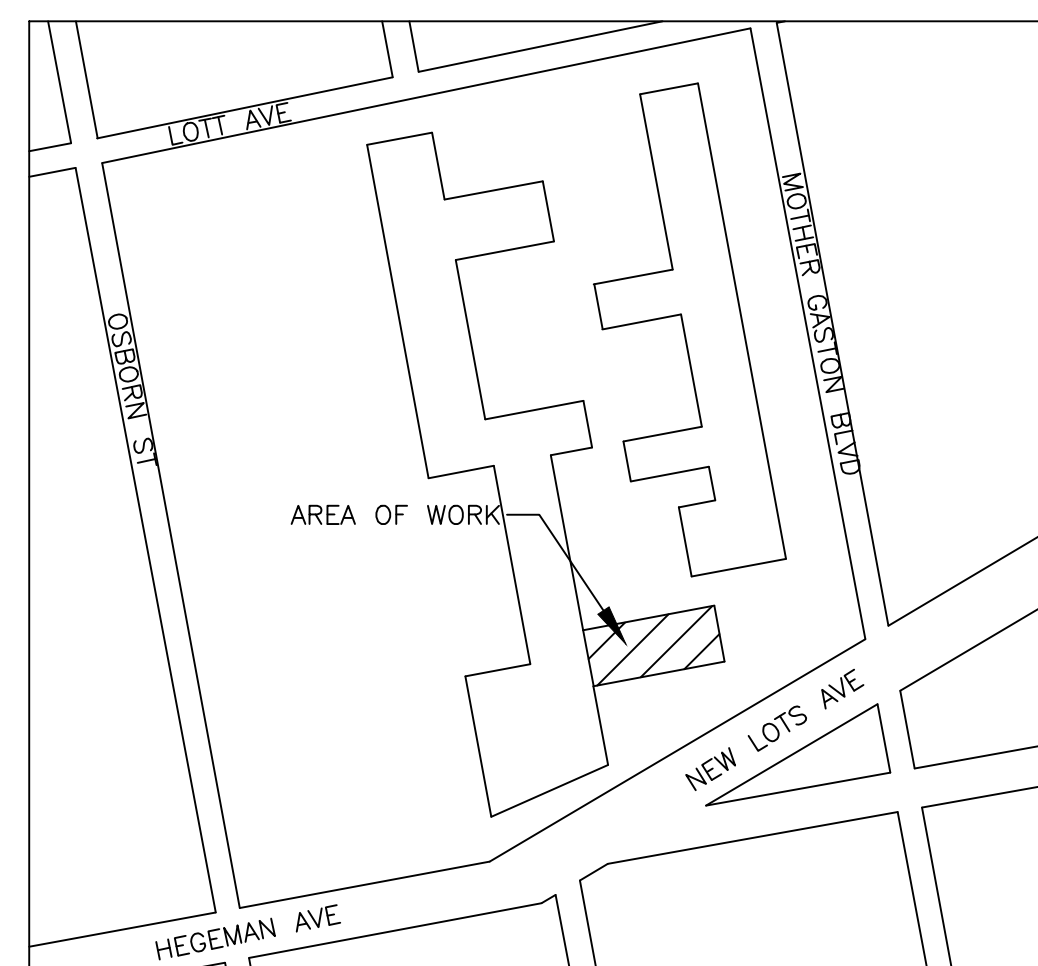 LOTT AVE
MOTHER GASTON BLVD
OSBORN ST
AREA OF WORK
NEW LOTS AVE
HEGEMAN AVE